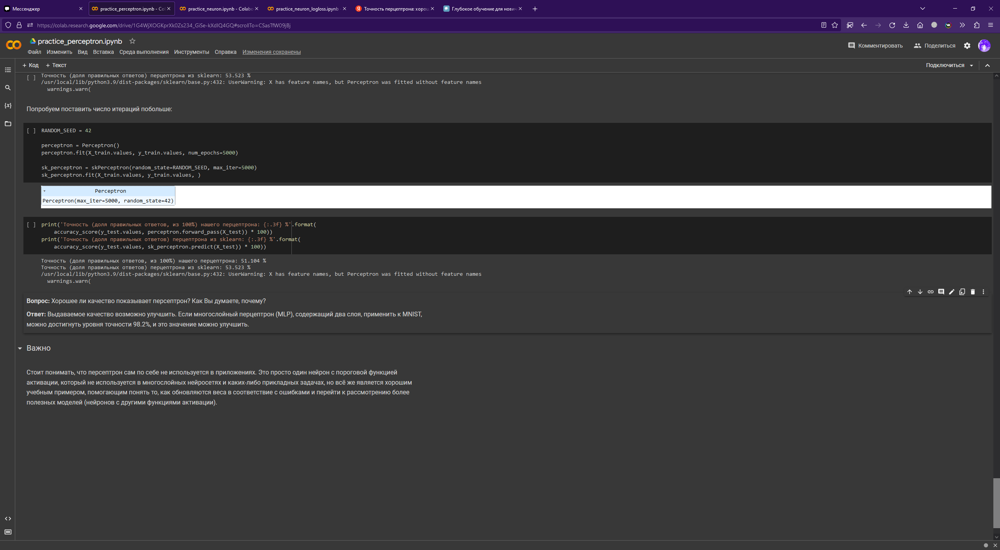 Мессенджер
practice_perceptron.ipynb - Co
practice_neuron.ipynb - Colabo
practice_neuron_logloss.ipynb -
Точность перцептрона: хорош
Глубокое обучение для новичк
https://colab.research.google.com/drive/1G4WjXOGKprXk0Zs234_GiSe-kXdIQ4GQ#scrollTo=CSasTfW09jBj
practice_perceptron.ipynb
Файл Изменить Вид Вставка Среда выполнения Инструменты Справка Изменения сохранены
Комментировать
Поделиться
+ Код + Текст
Подключиться
[ ] Точность (доля правильных ответов) перцептрона из sklearn: 53.523 %
/usr/local/lib/python3.9/dist-packages/sklearn/base.py:432: UserWarning: X has feature names, but Perceptron was fitted without feature names
warnings.warn(
Попробуем поставить число итераций побольше:
[ ] RANDOM_SEED = 42
perceptron = Perceptron()
perceptron.fit(X_train.values, y_train.values, num_epochs=5000)
sk_perceptron = skPerceptron(random_state=RANDOM_SEED, max_iter=5000)
sk_perceptron.fit(X_train.values, y_train.values, )
Perceptron
Perceptron(max_iter=5000, random_state=42)
[ ] print('Точность (доля правильных ответов, из 100%) нашего перцептрона: {:.3f} %'.format(
accuracy_score(y_test.values, perceptron.forward_pass(X_test)) * 100))
print('Точность (доля правильных ответов) перцептрона из sklearn: {:.3f} %'.format(
accuracy_score(y_test.values, sk_perceptron.predict(X_test)) * 100))
Точность (доля правильных ответов, из 100%) нашего перцептрона: 51.104 %
Точность (доля правильных ответов) перцептрона из sklearn: 53.523 %
/usr/local/lib/python3.9/dist-packages/sklearn/base.py:432: UserWarning: X has feature names, but Perceptron was fitted without feature names
warnings.warn(
Вопрос: Хорошее ли качество показывает персептрон? Как Вы думаете, почему?
Ответ: Выдаваемое качество возможно улучшить. Если многослойный перцептрон (MLP), содержащий два слоя, применить к MNIST,
можно достигнуть уровня точности 98.2%, и это значение можно улучшить.
Важно
Стоит понимать, что персептрон сам по себе не используется в приложениях. Это просто один нейрон с пороговой функцией
активации, который не используется в многослойных нейросетях и каких-либо прикладных задачах, но всё же является хорошим
учебным примером, помогающим понять то, как обновляются веса в соответствие с ошибками и перейти к рассмотрению более
полезных моделей (нейронов с другими функциями активации).